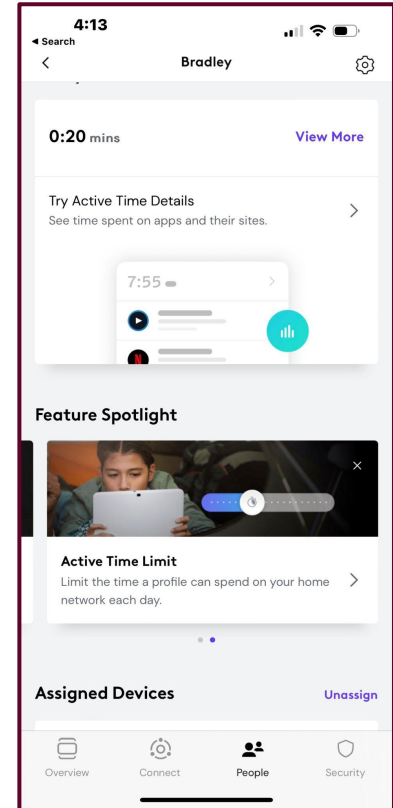 4:13
◀ Search
Bradley
0:20 mins
View More
Try Active Time Details
See time spent on apps and their sites.
7:55
N
Feature Spotlight
Active Time Limit
Limit the time a profile can spend on your home
network each day.
Assigned Devices
Unassign
Overview
Connect
People
Security